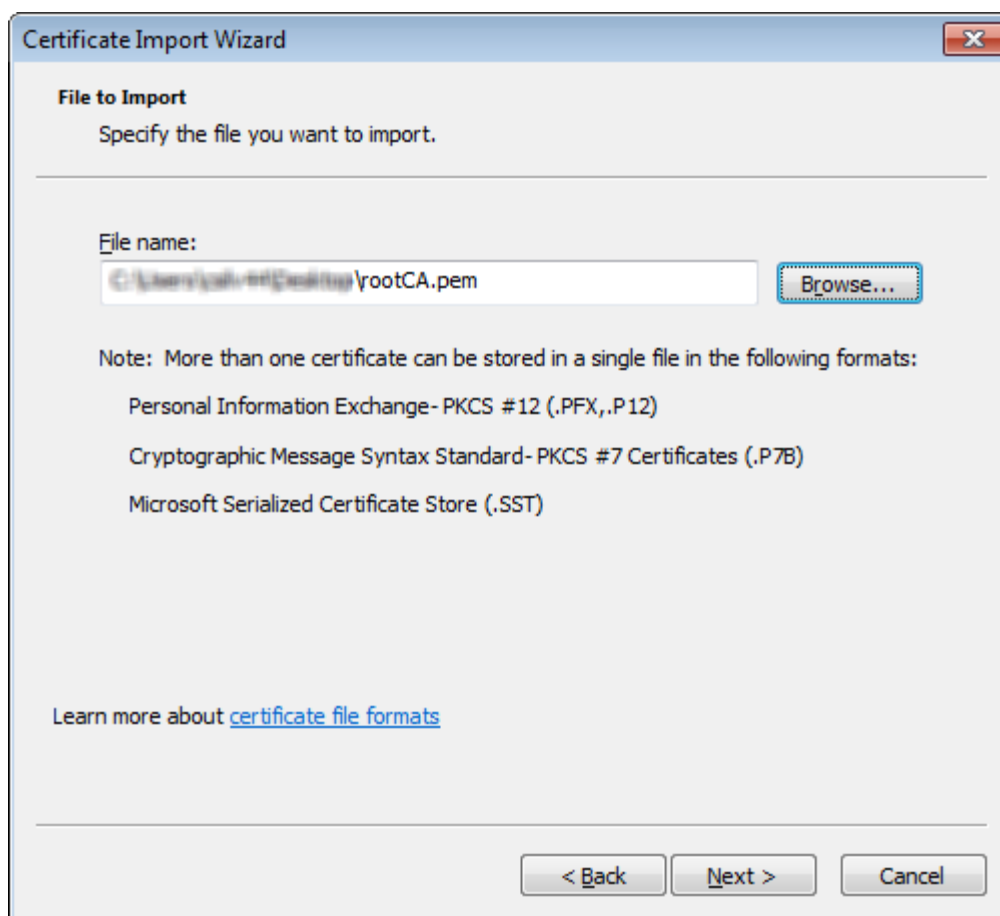 Certificate Import Wizard
File to Import
Specify the file you want to import.
File name:
\rootCA.pem
Browse...
Note: More than one certificate can be stored in a single file in the following formats:
Personal Information Exchange- PKCS #12 (.PFX,.P12)
Cryptographic Message Syntax Standard- PKCS #7 Certificates (.P7B)
Microsoft Serialized Certificate Store (.SST)
Learn more about certificate file formats
< Back
Next >
Cancel